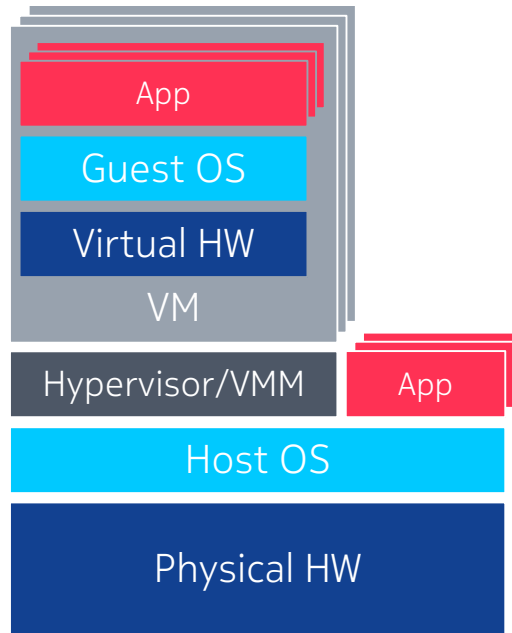 App
Guest OS
Virtual HW
VM
Hypervisor/VMM
App
Host OS
Physical HW